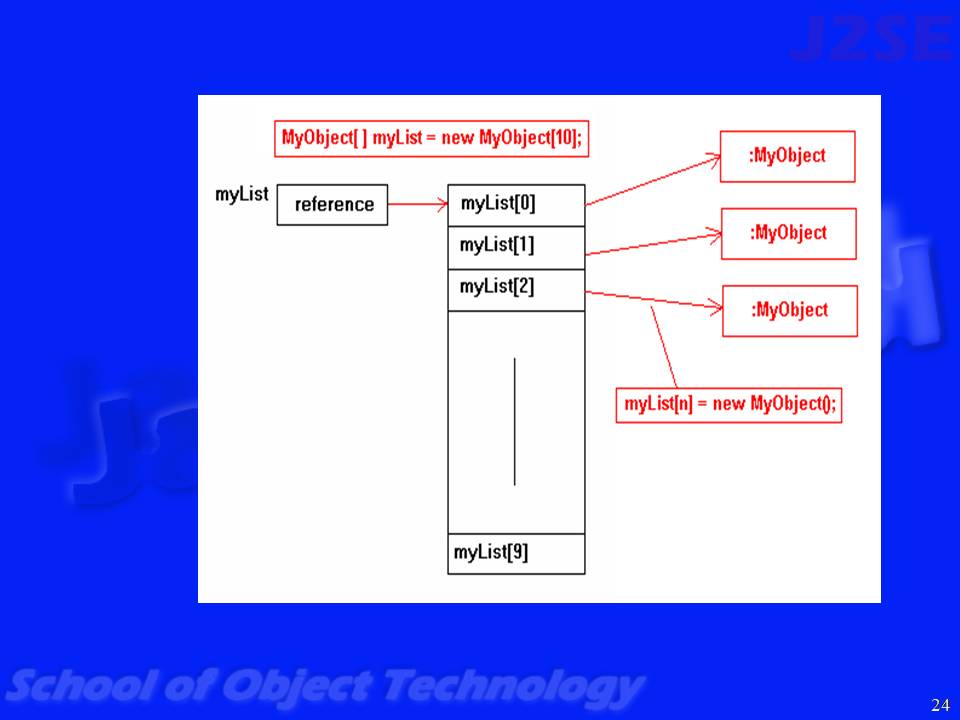 J2SE
MyObject[ ] myList = new MyObject[10];
:MyObject
myList
reference
myList[0]
:MyObject
myList[1]
myList[2]
:MyObject
myList[n] = new MyObject();
myList[9]
School of Object Technology
24